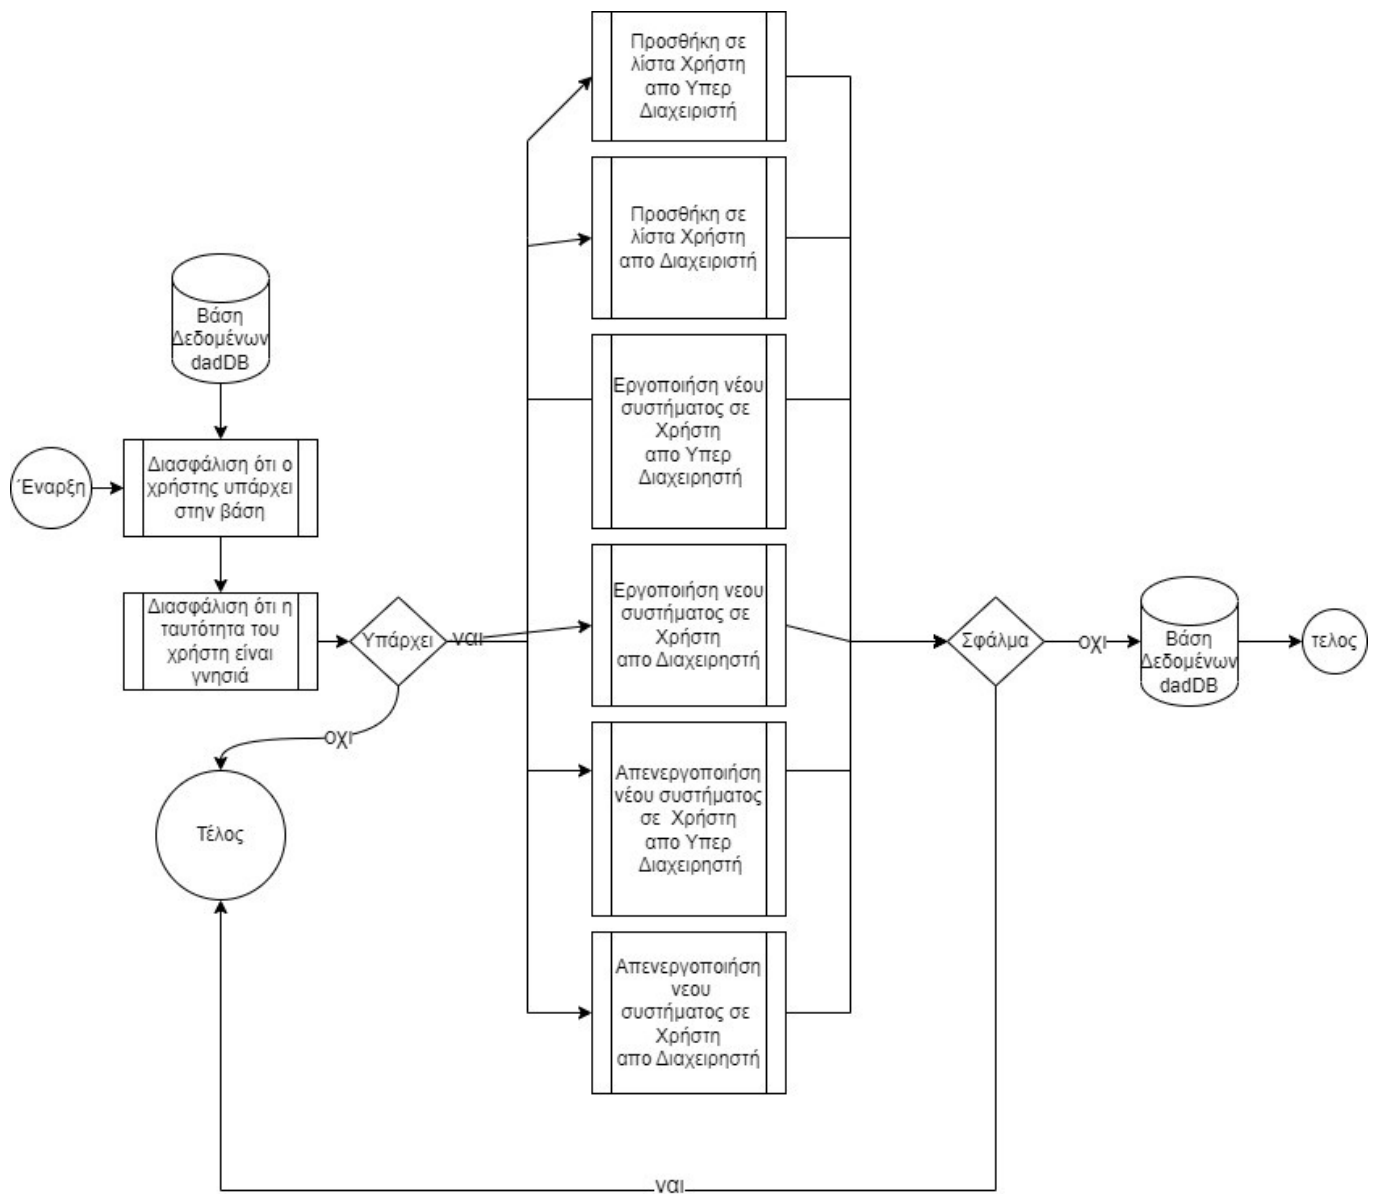 Προσθήκη σε
λίστα Χρήστη
απο Υπερ
Διαχειριστή
Προσθήκη σε
λίστα Χρήστη
απο Διαχειριστή
Βάση
Δεδομένων
dadDB
Εργοποιήση νέου
συστήματος σε
Χρήστη
απο Υπερ
Διαχειρηστή
Έναρξη
Διασφάλιση ότι ο
χρήστης υπάρχει
στην βάση
Διασφάλιση ότι η
ταυτότητα του
χρήστη είναι
γνησιά
Υπάρχει
ναι
Εργοποιήση νεου
συστήματος σε
Χρήστη
απο Διαχειρηστή
Σφάλμα
οχι
Βάση
Δεδομένων
dadDB
τελος
οχι
Τέλος
Απενεργοποιήση
νέου συστήματος
σε Χρήστη
απο Υπερ
Διαχειρηστή
Απενεργοποιήση
νεου
συστήματος σε
Χρήστη
απο Διαχειρηστή
ναι